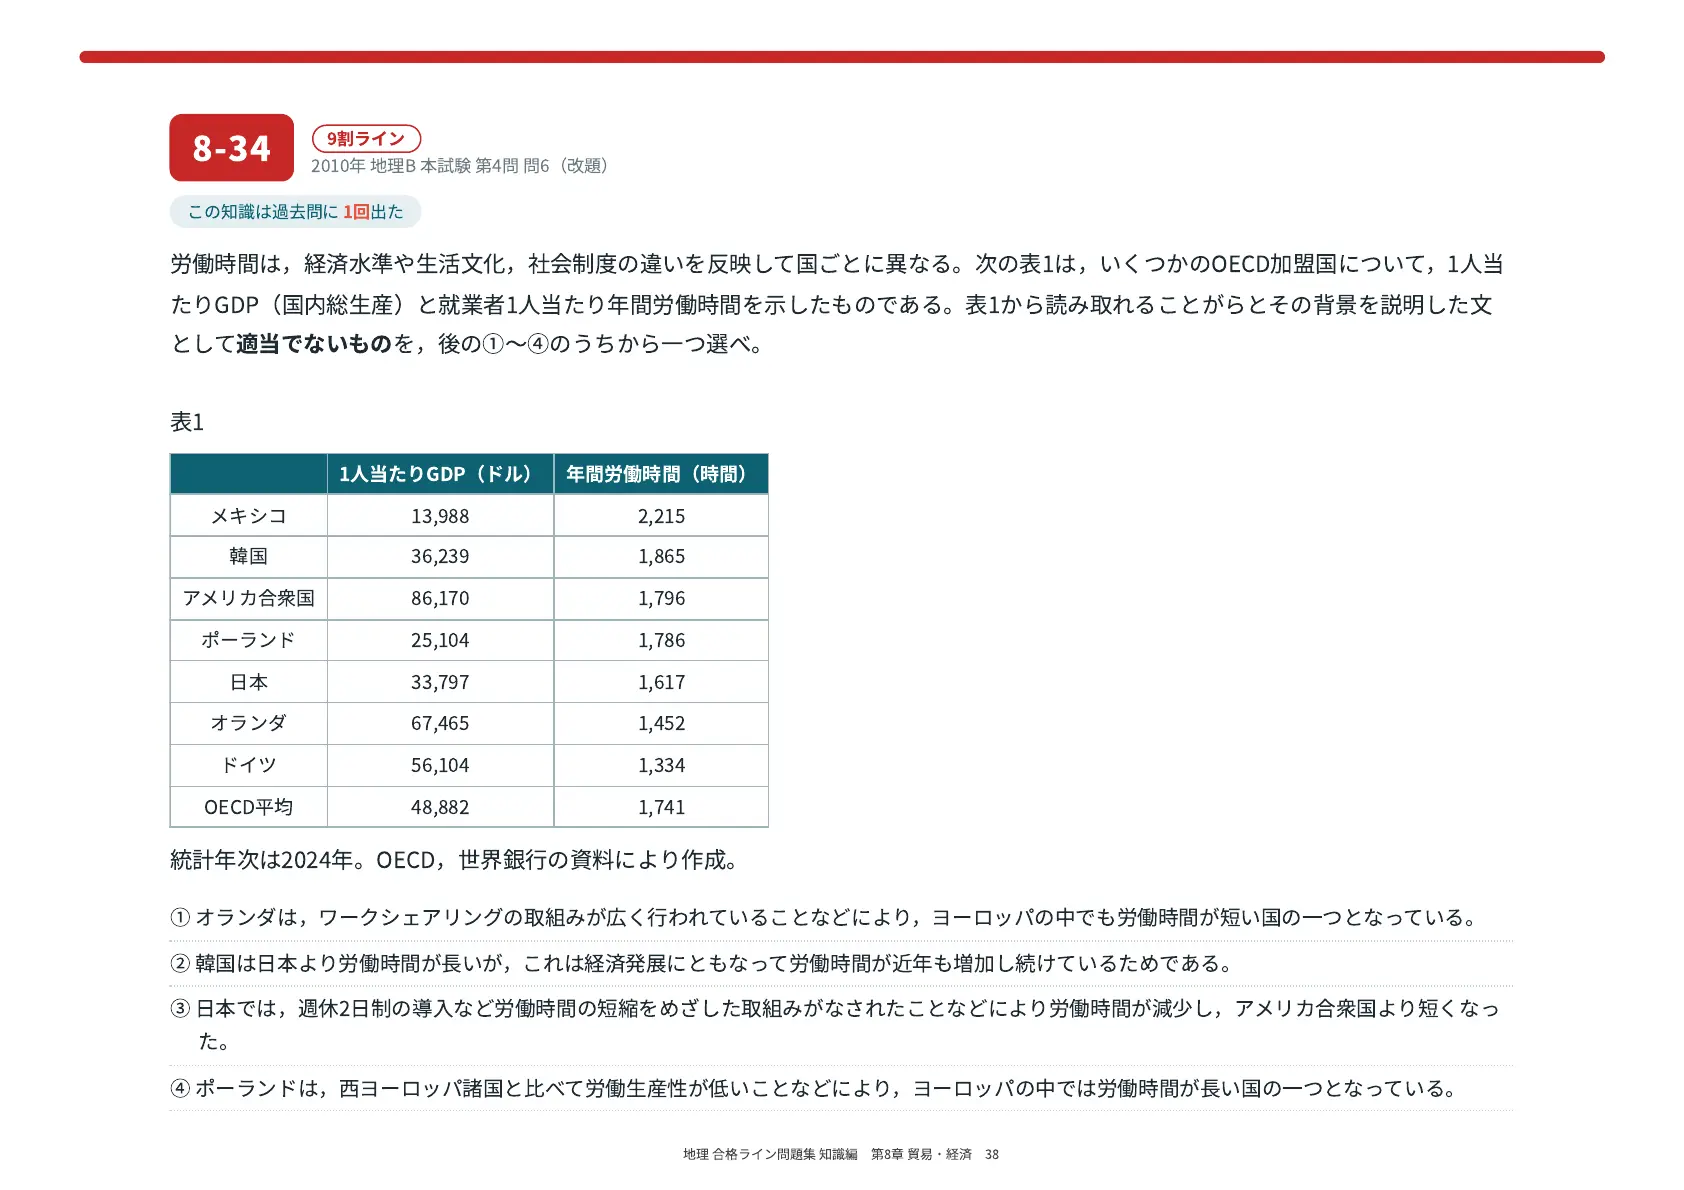 8-34
9割ライン
2010年 地理B 本試験 第4問 問6（改題）
この知識は過去問に 1回出た
労働時間は，経済水準や生活文化，社会制度の違いを反映して国ごとに異なる。次の表1は，いくつかのOECD加盟国について，1人当
たりGDP（国内総生産）と就業者1人当たり年間労働時間を示したものである。表1から読み取れることがらとその背景を説明した文
として適当でないものを，後の①～④のうちから一つ選べ。
表1
1人当たりGDP（ドル） 年間労働時間（時間）
メキシコ 13,988 2,215
韓国 36,239 1,865
アメリカ合衆国 86,170 1,796
ポーランド 25,104 1,786
日本 33,797 1,617
オランダ 67,465 1,452
ドイツ 56,104 1,334
OECD平均 48,882 1,741
統計年次は2024年。OECD，世界銀行の資料により作成。
① オランダは，ワークシェアリングの取組みが広く行われていることなどにより，ヨーロッパの中でも労働時間が短い国の一つとなっている。
② 韓国は日本より労働時間が長いが，これは経済発展にともなって労働時間が近年も増加し続けているためである。
③ 日本では，週休2日制の導入など労働時間の短縮をめざした取組みがなされたことなどにより労働時間が減少し，アメリカ合衆国より短くなっ
た。
④ ポーランドは，西ヨーロッパ諸国と比べて労働生産性が低いことなどにより，ヨーロッパの中では労働時間が長い国の一つとなっている。
地理 合格ライン問題集 知識編　第8章 貿易・経済　38